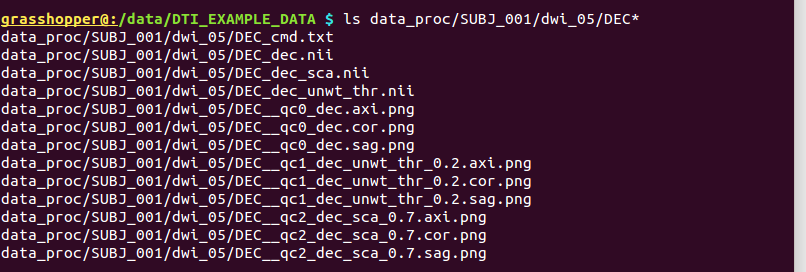 grasshopper@:/data/DTI_EXAMPLE_DATA $ ls data_proc/SUBJ_001/dwi_05/DEC*
data_proc/SUBJ_001/dwi_05/DEC_cmd.txt
data_proc/SUBJ_001/dwi_05/DEC_dec.nii
data_proc/SUBJ_001/dwi_05/DEC_dec_sca.nii
data_proc/SUBJ_001/dwi_05/DEC_dec_unwt_thr.nii
data_proc/SUBJ_001/dwi_05/DEC__qc0_dec.axi.png
data_proc/SUBJ_001/dwi_05/DEC__qc0_dec.cor.png
data_proc/SUBJ_001/dwi_05/DEC__qc0_dec.sag.png
data_proc/SUBJ_001/dwi_05/DEC__qc1_dec_unwt_thr_0.2.axi.png
data_proc/SUBJ_001/dwi_05/DEC__qc1_dec_unwt_thr_0.2.cor.png
data_proc/SUBJ_001/dwi_05/DEC__qc1_dec_unwt_thr_0.2.sag.png
data_proc/SUBJ_001/dwi_05/DEC__qc2_dec_sca_0.7.axi.png
data_proc/SUBJ_001/dwi_05/DEC__qc2_dec_sca_0.7.cor.png
data_proc/SUBJ_001/dwi_05/DEC__qc2_dec_sca_0.7.sag.png